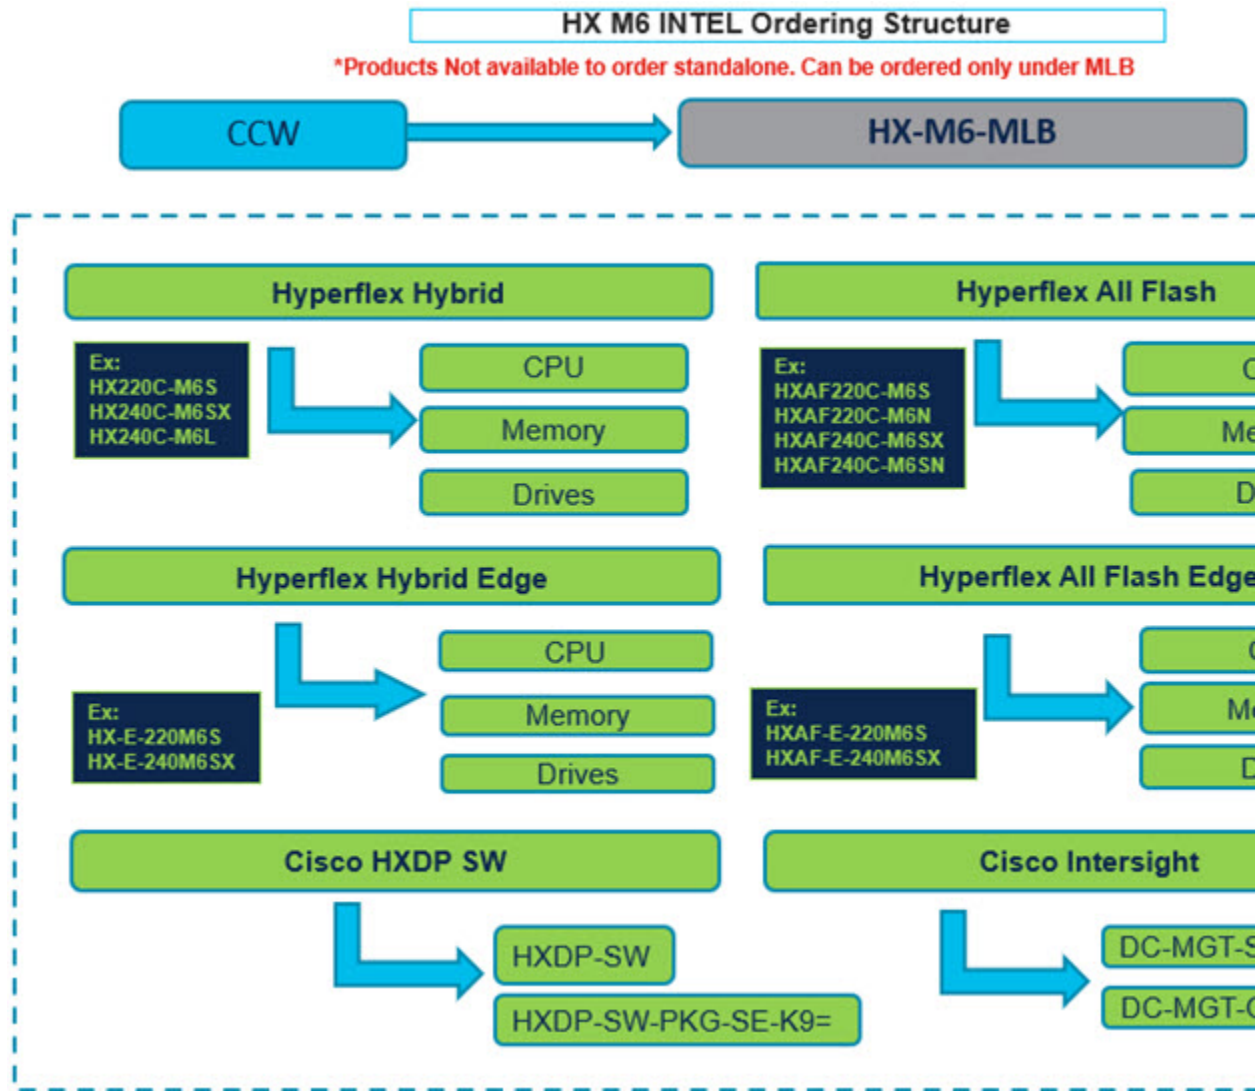 HX M6 INTEL Ordering Structure
*Products Not available to order standalone. Can be ordered only under MLB
CCW
HX-M6-MLB
Hyperflex Hybrid
Ex:
HX220C-M6S
HX240C-M6SX
HX240C-M6L
CPU
Memory
Drives
Hyperflex All Flash
Ex:
HXAF220C-M6S
HXAF220C-M6N
HXAF240C-M6SX
HXAF240C-M6SN
Hyperflex Hybrid Edge
Ex:
HX-E-220M6S
HX-E-240M6SX
CPU
Memory
Drives
Hyperflex All Flash Edge
Ex:
HXAF-E-220M6S
HXAF-E-240M6SX
Cisco HXDP SW
HXDP-SW
HXDP-SW-PKG-SE-K9=
Cisco Intersight
DC-MGT-S